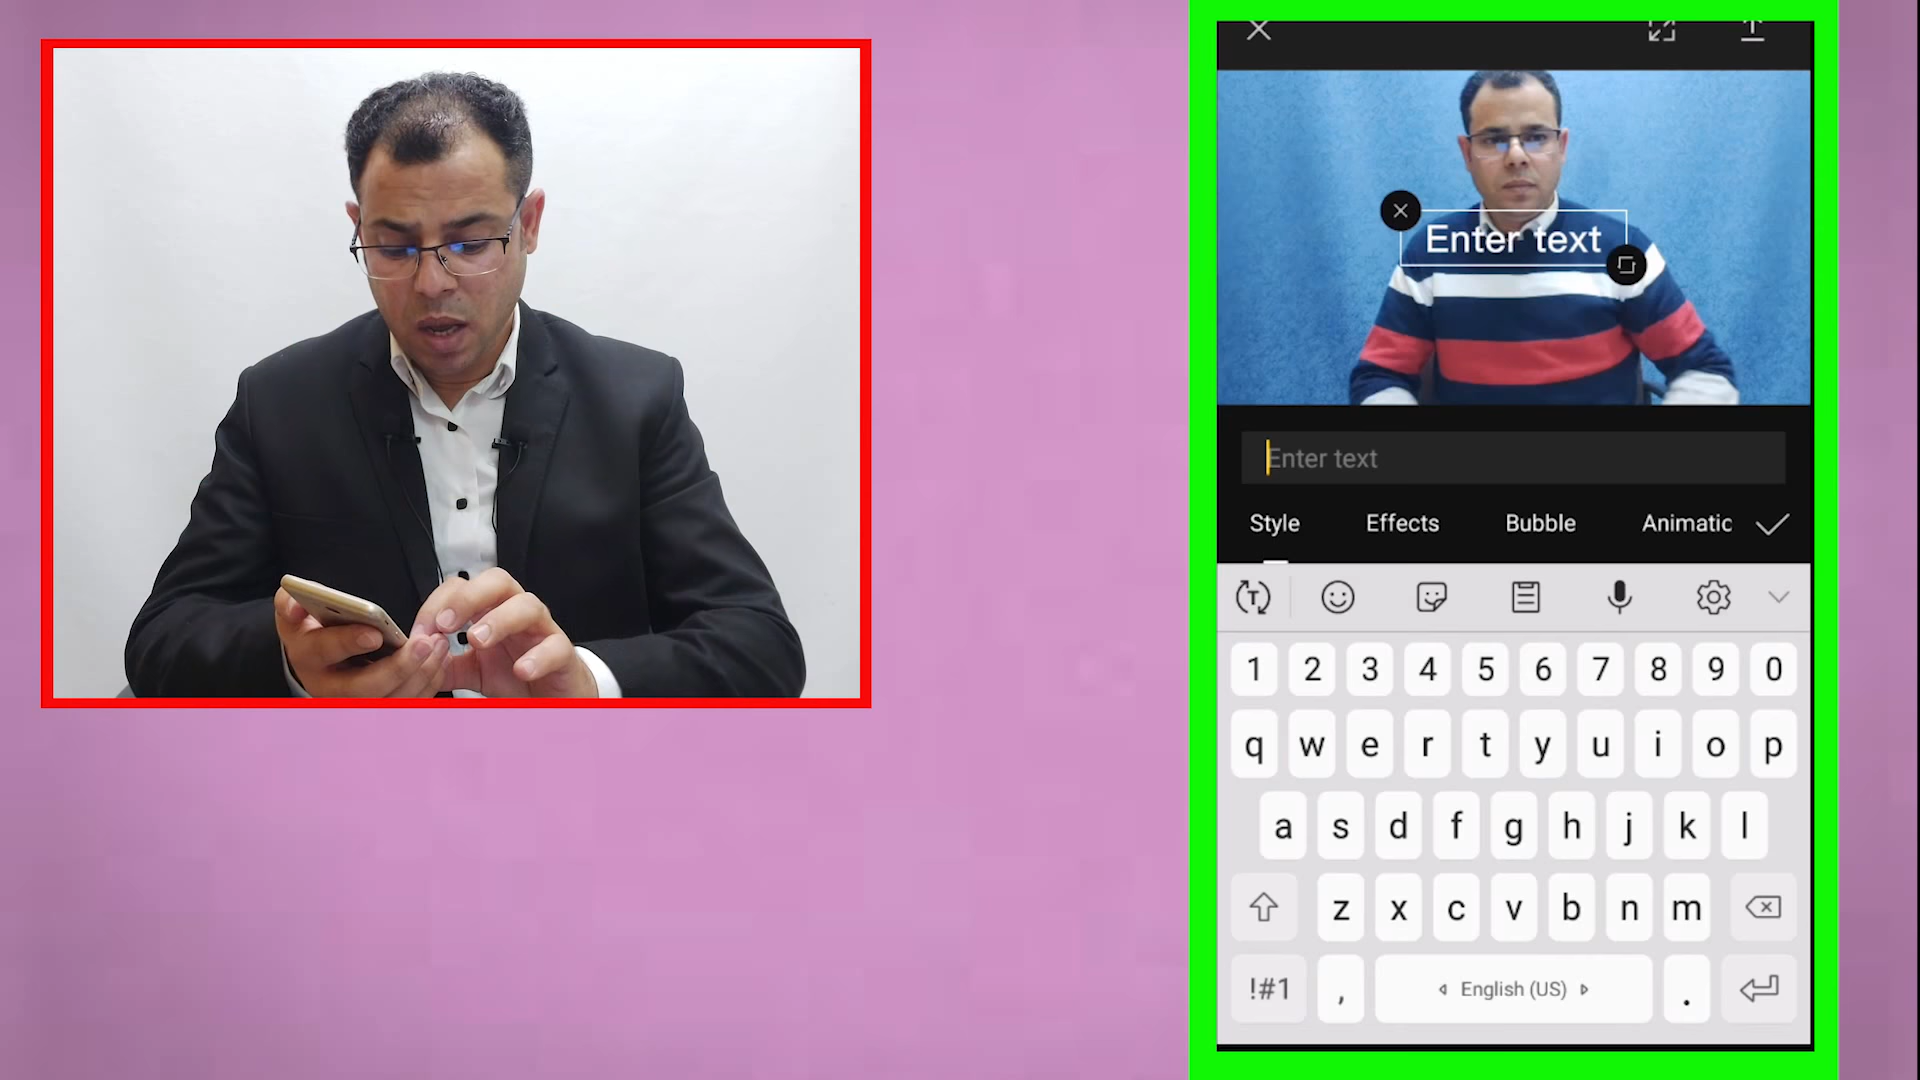 Enter text
Enter text
Style Effects Bubble Animatic
1 2 3 4 5 6 7 8 9 0
q w e r t y u i o p
a s d f g h j k l
z x c v b n m
!#1 , English (US) .